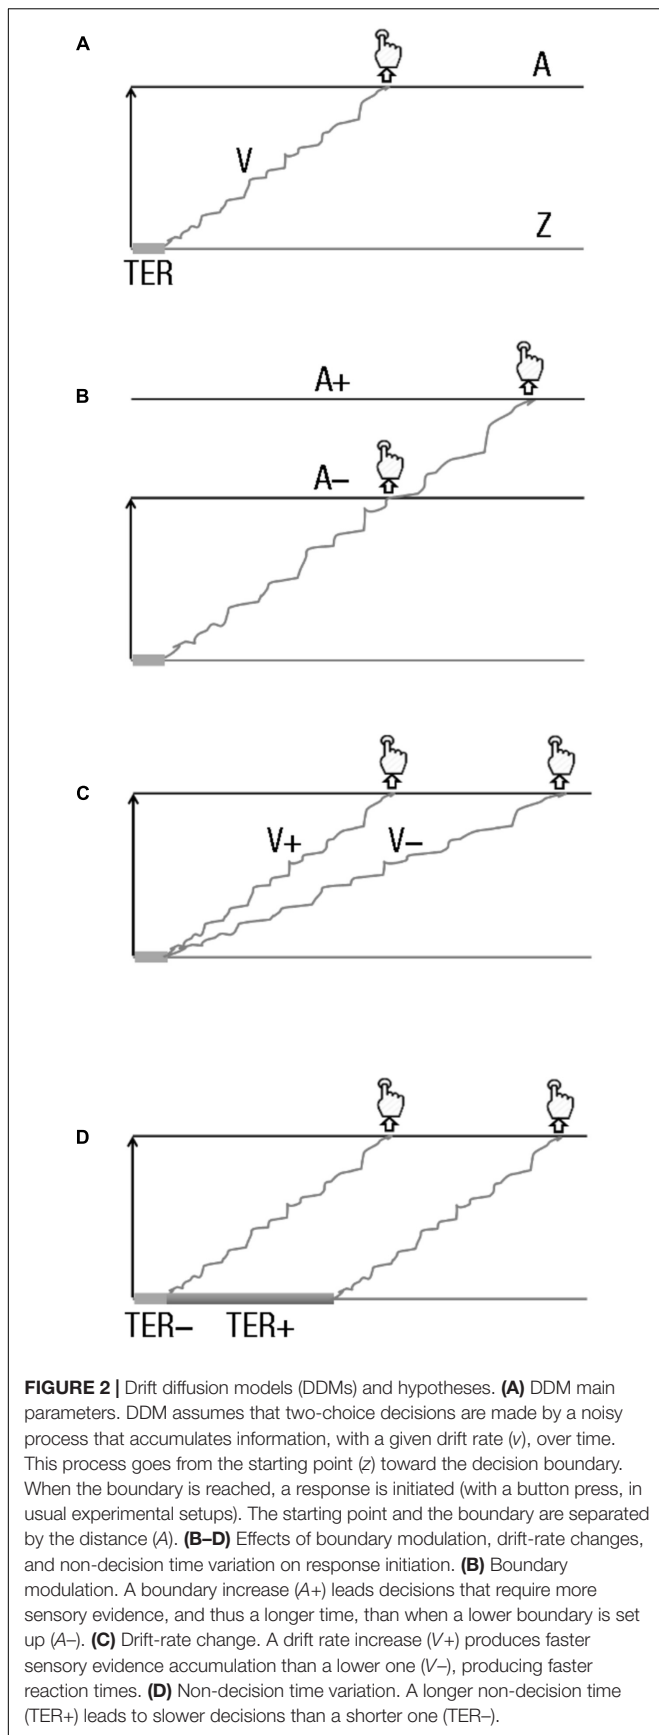 A
A
V
Z
TER
A+
B
A–
C
V+ V–
D
TER– TER+
FIGURE 2 | Drift diffusion models (DDMs) and hypotheses. (A) DDM main
parameters. DDM assumes that two-choice decisions are made by a noisy
process that accumulates information, with a given drift rate (v), over time.
This process goes from the starting point (z) toward the decision boundary.
When the boundary is reached, a response is initiated (with a button press, in
usual experimental setups). The starting point and the boundary are separated
by the distance (A). (B–D) Effects of boundary modulation, drift-rate changes,
and non-decision time variation on response initiation. (B) Boundary
modulation. A boundary increase (A+) leads decisions that require more
sensory evidence, and thus a longer time, than when a lower boundary is set
up (A–). (C) Drift-rate change. A drift rate increase (V+) produces faster
sensory evidence accumulation than a lower one (V–), producing faster
reaction times. (D) Non-decision time variation. A longer non-decision time
(TER+) leads to slower decisions than a shorter one (TER–).